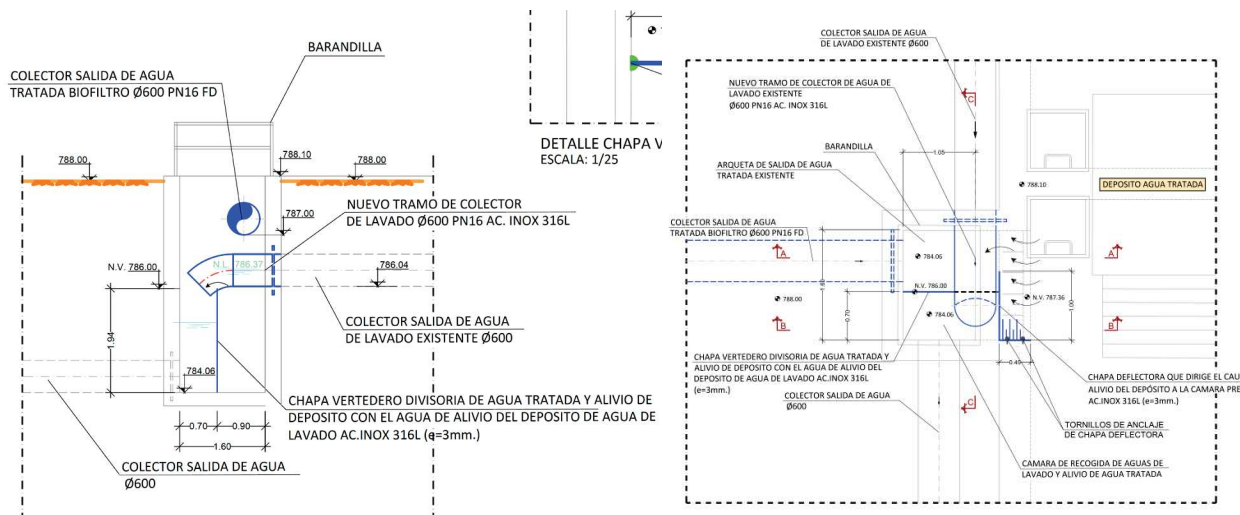 BARANDILLA
COLECTOR SALIDA DE AGUA
TRATADA BIOFILTRO Ø600 PN16 FD
788.00
788.10
788.00
787.00
NUEVO TRAMO DE COLECTOR
DE LAVADO Ø600 PN16 AC. INOX 316L
N.V. 786.00
N.L. 786.37
786.04
COLECTOR SALIDA DE AGUA
DE LAVADO EXISTENTE Ø600
1.94
784.06
CHAPA VERTEDERO DIVISORIA DE AGUA TRATADA Y ALIVIO DE
DEPOSITO CON EL AGUA DE ALIVIO DEL DEPOSITO DE AGUA DE
LAVADO AC.INOX 316L (e=3mm.)
0.70
0.90
1.60
COLECTOR SALIDA DE AGUA
Ø600
DETALLE CHAPA V
ESCALA: 1/25
COLECTOR SALIDA DE AGUA
DE LAVADO EXISTENTE Ø600
NUEVO TRAMO DE COLECTOR DE AGUA DE
LAVADO EXISTENTE
Ø600 PN16 AC. INOX 316L
C
1.05
BARANDILLA
ARQUETA DE SALIDA DE AGUA
TRATADA EXISTENTE
788.10
DEPOSITO AGUA TRATADA
COLECTOR SALIDA DE AGUA
TRATADA BIOFILTRO Ø600 PN16 FD
A
784.06
A
1.60
N.V. 786.00
788.00
N.V. 787.36
1.00
0.70
784.06
B
B
0.49
CHAPA VERTEDERO DIVISORIA DE AGUA TRATADA Y
ALIVIO DE DEPOSITO CON EL AGUA DE ALIVIO DEL
DEPOSITO DE AGUA DE LAVADO AC.INOX 316L
(e=3mm.)
CHAPA DEFLECTORA QUE DIRIGE EL CAU
ALIVIO DEL DEPÓSITO A LA CAMARA PRE
AC.INOX 316L (e=3mm.)
COLECTOR SALIDA DE AGUA
Ø600
C
TORNILLOS DE ANCLAJE
DE CHAPA DEFLECTORA
CAMARA DE RECOGIDA DE AGUAS DE
LAVADO Y ALIVIO DE AGUA TRATADA